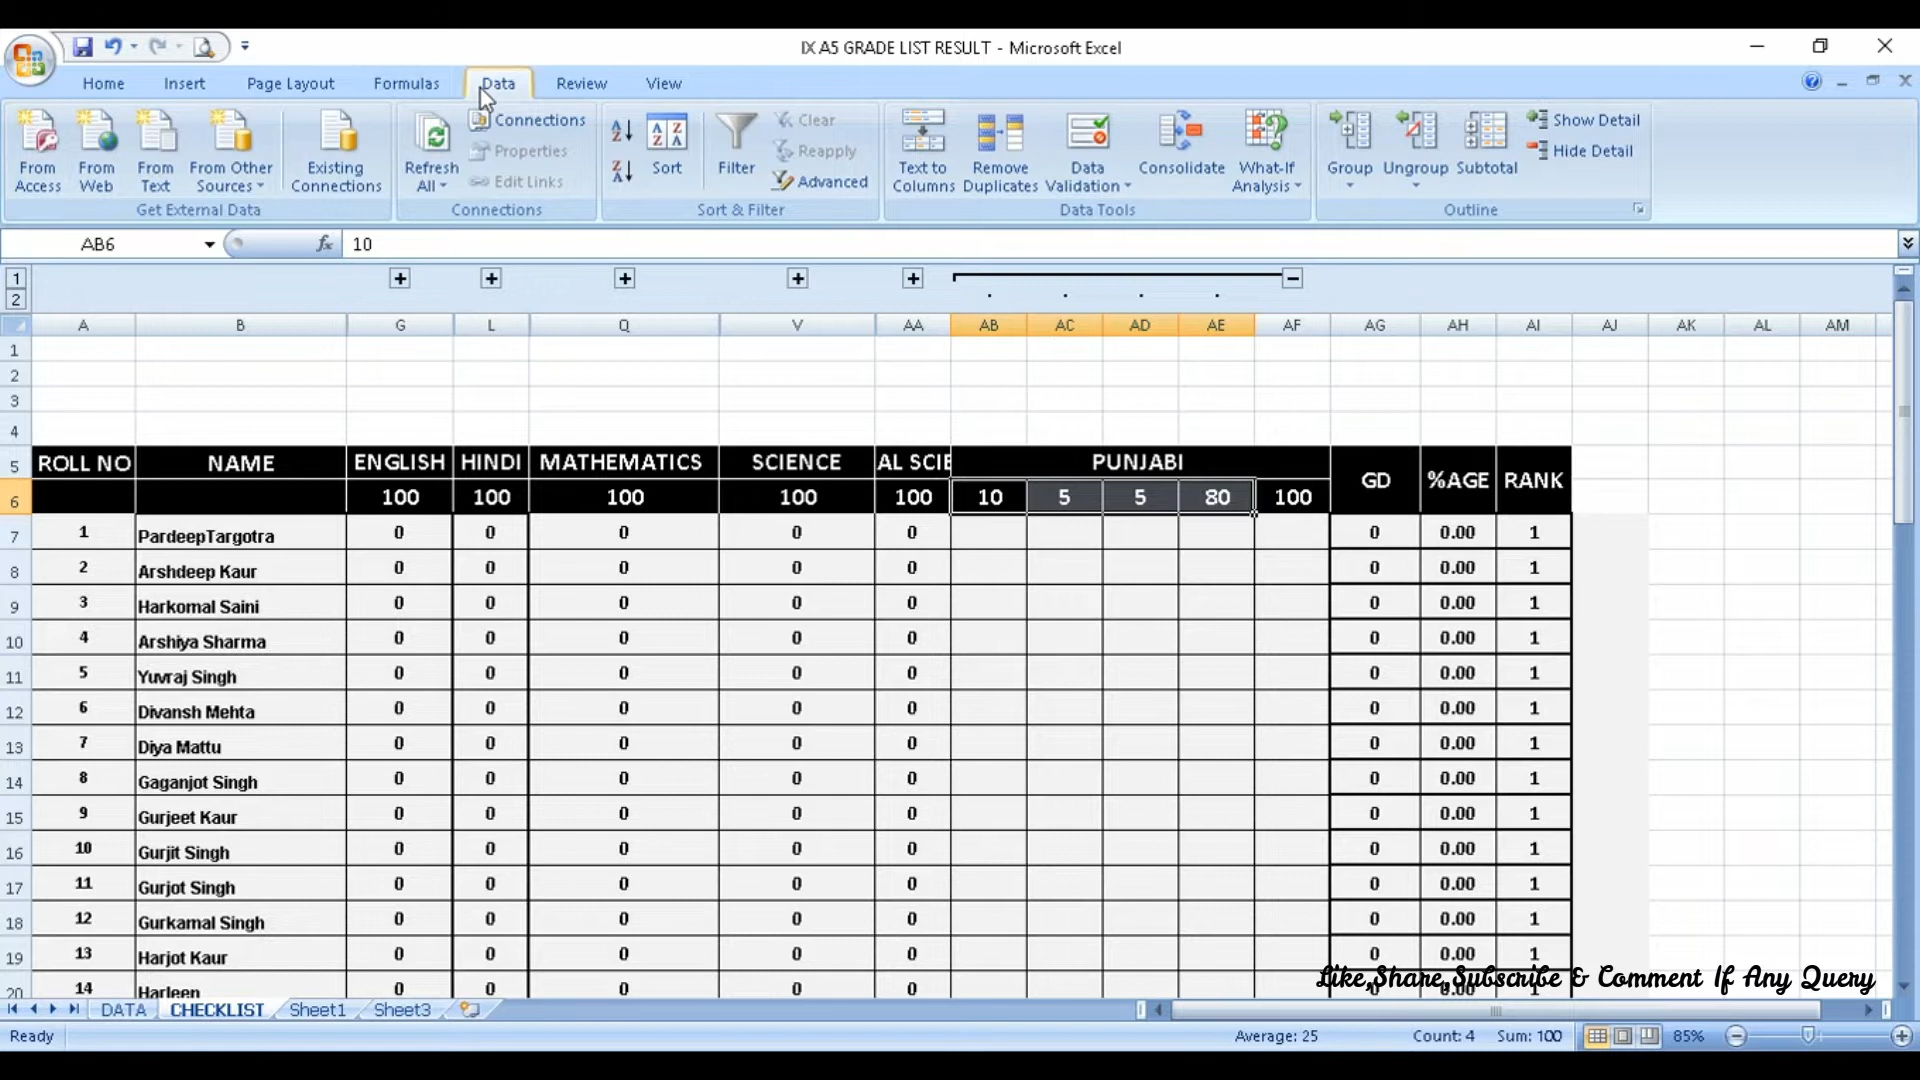 IX A5 GRADE LIST RESULT - Microsoft Excel
Home Insert Page Layout Formulas Data Review View
From Access From Web From Text From Other Sources Existing Connections Refresh All Connections Properties Edit Links Sort Filter Clear Reapply Advanced Text to Columns Remove Duplicates Data Validation Consolidate What-If Analysis Group Ungroup Subtotal Show Detail Hide Detail
Get External Data Connections Sort & Filter Data Tools Outline
AB6 fx 10
1
2
A B G L Q V AA AB AC AD AE AF AG AH AI AJ AK AL AM
1
2
3
4
5 ROLL NO NAME ENGLISH HINDI MATHEMATICS SCIENCE AL SCIE PUNJABI GD %AGE RANK
6 100 100 100 100 100 10 5 5 80 100
7 1 PardeepTargotra 0 0 0 0 0 0 0.00 1
8 2 Arshdeep Kaur 0 0 0 0 0 0 0.00 1
9 3 Harkomal Saini 0 0 0 0 0 0 0.00 1
10 4 Arshiya Sharma 0 0 0 0 0 0 0.00 1
11 5 Yuvraj Singh 0 0 0 0 0 0 0.00 1
12 6 Divansh Mehta 0 0 0 0 0 0 0.00 1
13 7 Diya Mattu 0 0 0 0 0 0 0.00 1
14 8 Gaganjot Singh 0 0 0 0 0 0 0.00 1
15 9 Gurjeet Kaur 0 0 0 0 0 0 0.00 1
16 10 Gurjit Singh 0 0 0 0 0 0 0.00 1
17 11 Gurjot Singh 0 0 0 0 0 0 0.00 1
18 12 Gurkamal Singh 0 0 0 0 0 0 0.00 1
19 13 Harjot Kaur 0 0 0 0 0 0 0.00 1
20 14 Harleen 0 0 0 0 0 0 0.00 1
Like,Share,Subscribe & Comment If Any Query
DATA CHECKLIST Sheet1 Sheet3
Ready Average: 25 Count: 4 Sum: 100 85%